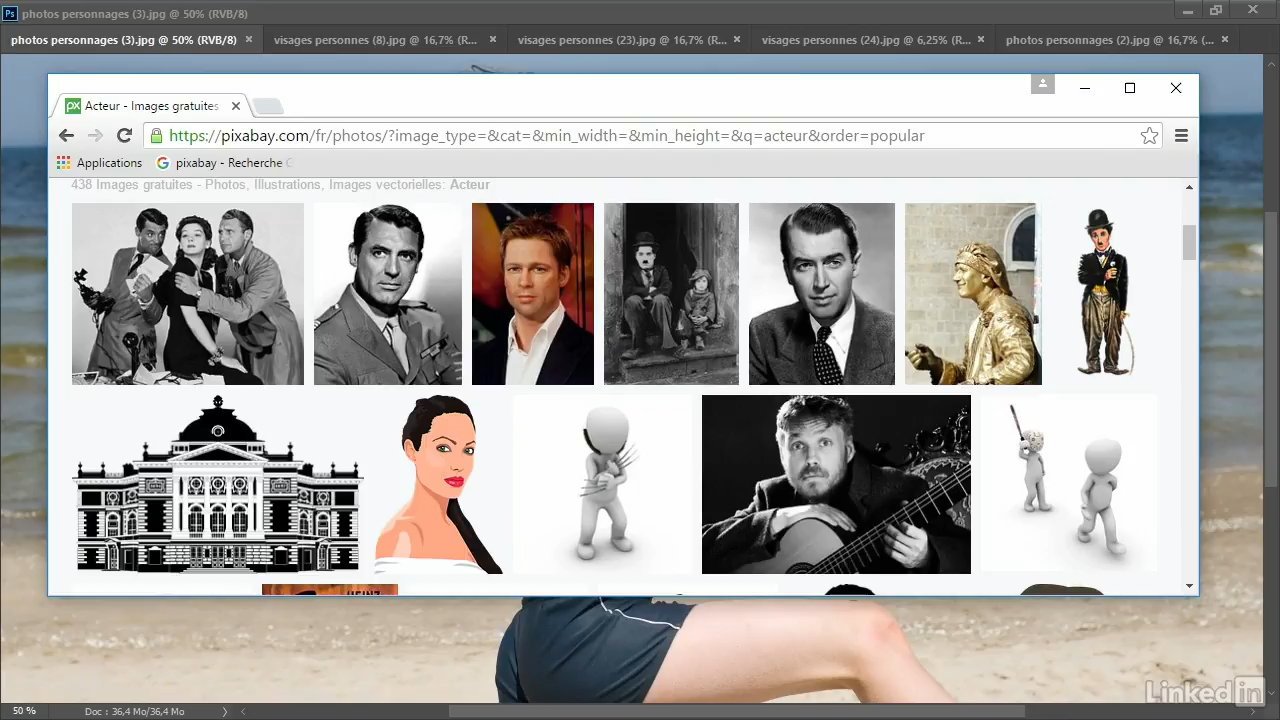 Ps photos personnages (3).jpg @ 50% (RVB/8)
photos personnages (3).jpg @ 50% (RVB/8) × visages personnes (8).jpg @ 16,7% (R... × visages personnes (23).jpg @ 16,7% (R... × visages personnes (24).jpg @ 6,25% (R... × photos personnages (2).jpg @ 16,7% (... ×
px Acteur - Images gratuites ×
https://pixabay.com/fr/photos/?image_type=&cat=&min_width=&min_height=&q=acteur&order=popular
Applications G pixabay - Recherche
438 Images gratuites - Photos, Illustrations, Images vectorielles: Acteur
HEINZ
50 % Doc : 36,4 Mo/36,4 Mo
Linked in